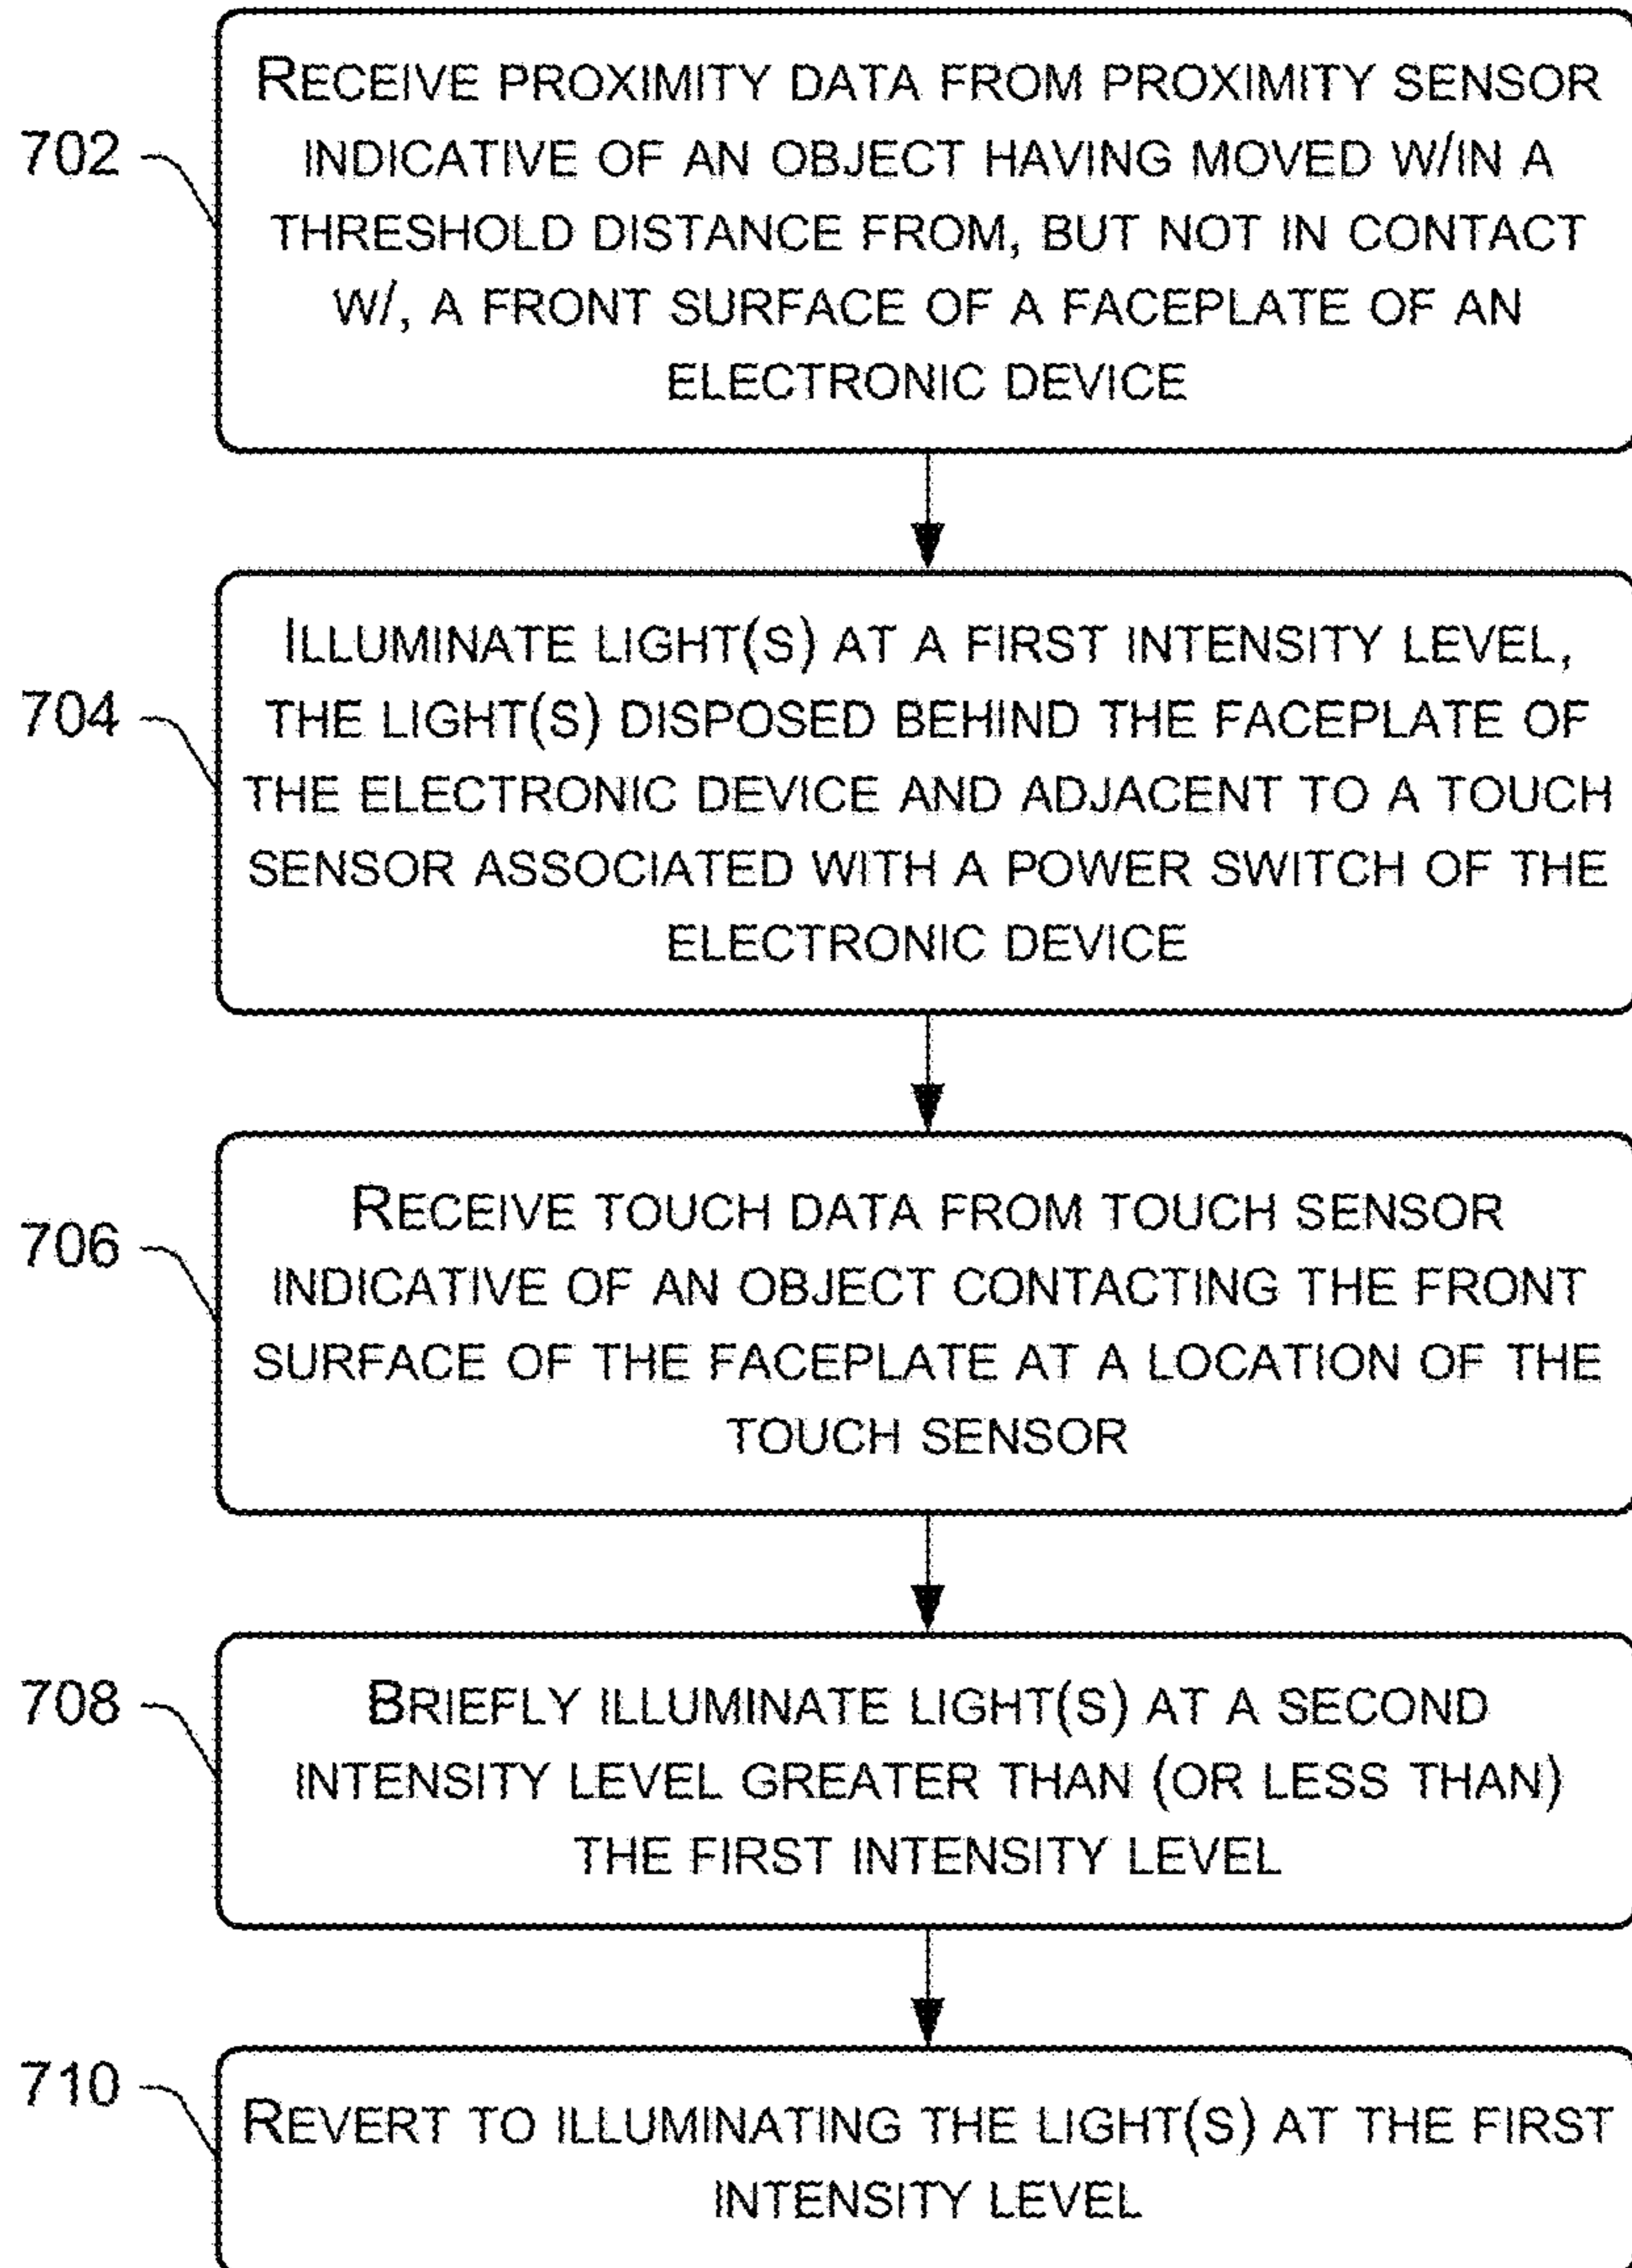 702
RECEIVE PROXIMITY DATA FROM PROXIMITY SENSOR
INDICATIVE OF AN OBJECT HAVING MOVED W/IN A
THRESHOLD DISTANCE FROM, BUT NOT IN CONTACT
W/, A FRONT SURFACE OF A FACEPLATE OF AN
ELECTRONIC DEVICE
704
ILLUMINATE LIGHT(S) AT A FIRST INTENSITY LEVEL,
THE LIGHT(S) DISPOSED BEHIND THE FACEPLATE OF
THE ELECTRONIC DEVICE AND ADJACENT TO A TOUCH
SENSOR ASSOCIATED WITH A POWER SWITCH OF THE
ELECTRONIC DEVICE
706
RECEIVE TOUCH DATA FROM TOUCH SENSOR
INDICATIVE OF AN OBJECT CONTACTING THE FRONT
SURFACE OF THE FACEPLATE AT A LOCATION OF THE
TOUCH SENSOR
708
BRIEFLY ILLUMINATE LIGHT(S) AT A SECOND
INTENSITY LEVEL GREATER THAN (OR LESS THAN)
THE FIRST INTENSITY LEVEL
710
REVERT TO ILLUMINATING THE LIGHT(S) AT THE FIRST
INTENSITY LEVEL